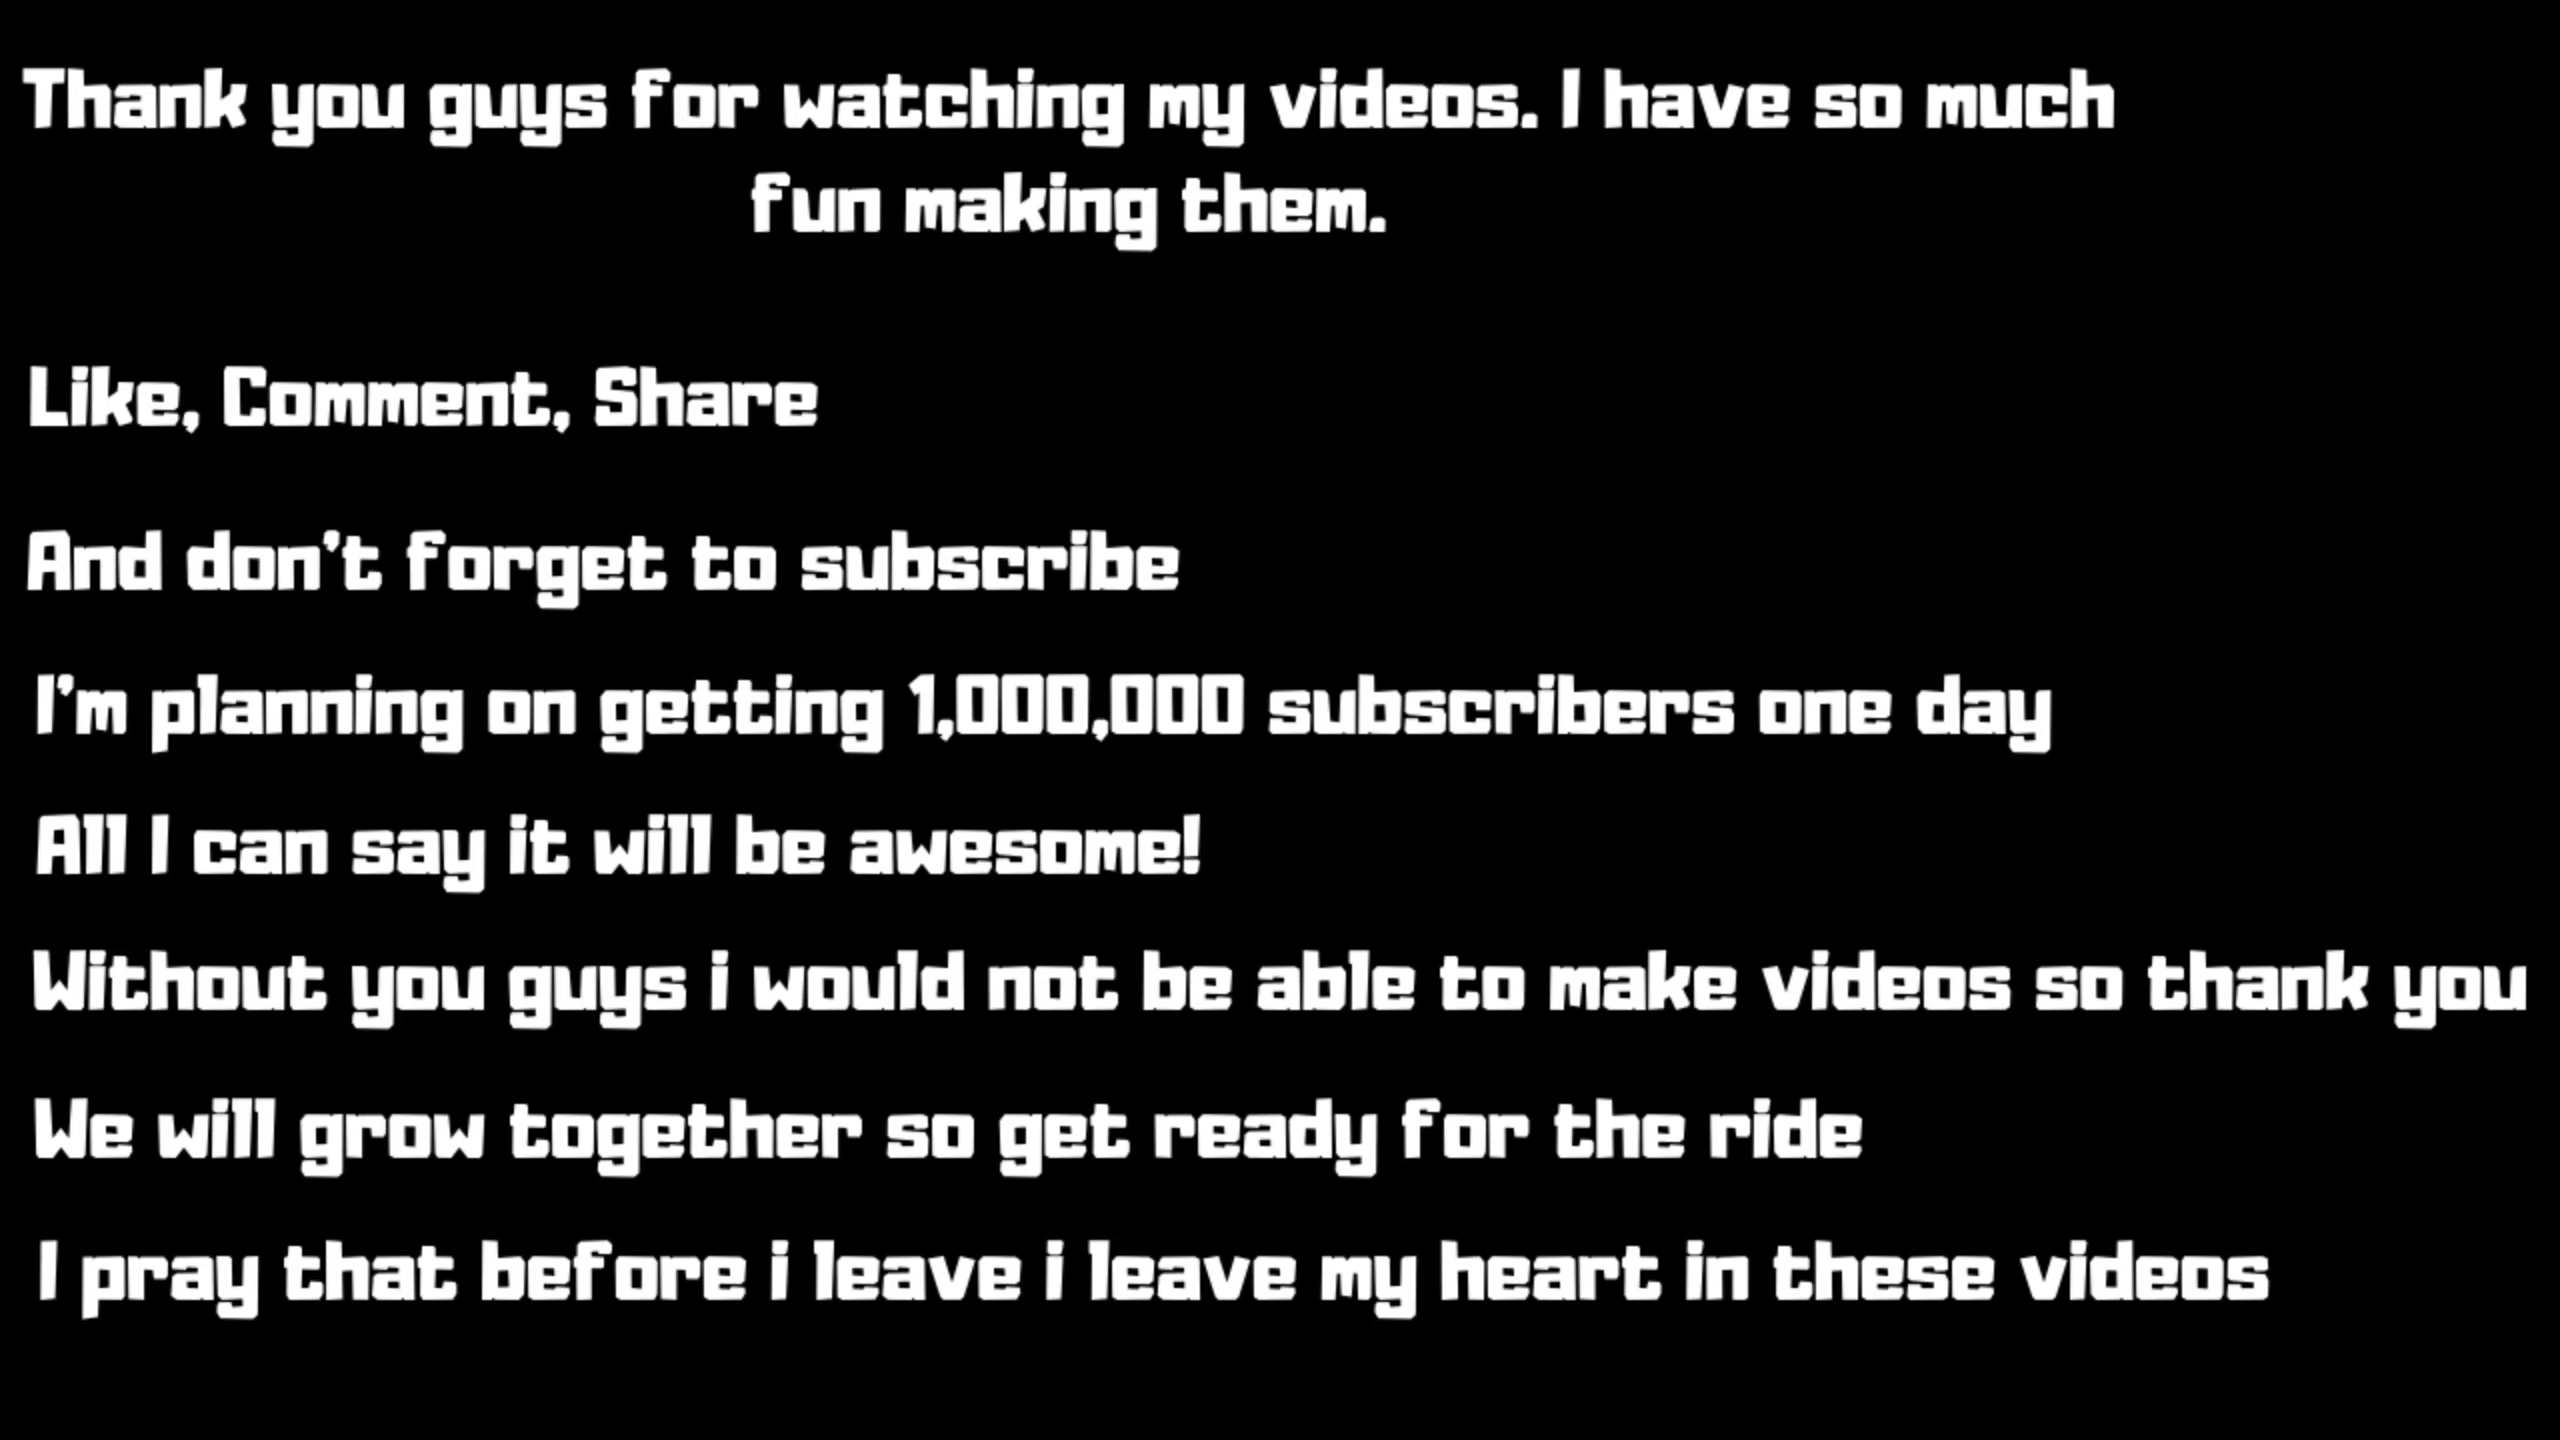 Thank you guys for watching my videos. I have so much
fun making them.
Like, Comment, Share
And don't forget to subscribe
I'm planning on getting 1,000,000 subscribers one day
All I can say it will be awesome!
Without you guys i would not be able to make videos so thank you
We will grow together so get ready for the ride
I pray that before i leave i leave my heart in these videos